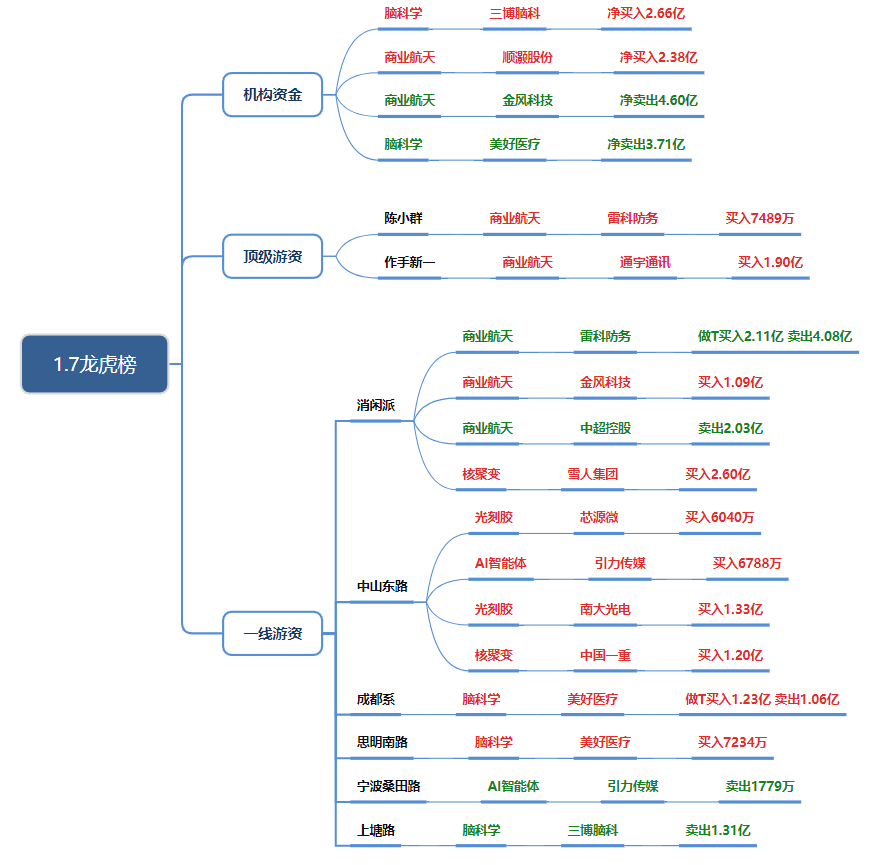 1.7龙虎榜
机构资金
脑科学 三博脑科 净买入2.66亿
商业航天 顺灏股份 净买入2.38亿
商业航天 金风科技 净卖出4.60亿
脑科学 美好医疗 净卖出3.71亿
顶级游资
陈小群 商业航天 雷科防务 买入7489万
作手新一 商业航天 通宇通讯 买入1.90亿
一线游资
消闲派
商业航天 雷科防务 做T买入2.11亿 卖出4.08亿
商业航天 金风科技 买入1.09亿
商业航天 中超控股 卖出2.03亿
核聚变 雪人集团 买入2.60亿
中山东路
光刻胶 芯源微 买入6040万
AI智能体 引力传媒 买入6788万
光刻胶 南大光电 买入1.33亿
核聚变 中国一重 买入1.20亿
成都系 脑科学 美好医疗 做T买入1.23亿 卖出1.06亿
思明南路 脑科学 美好医疗 买入7234万
宁波桑田路 AI智能体 引力传媒 卖出1779万
上塘路 脑科学 三博脑科 卖出1.31亿